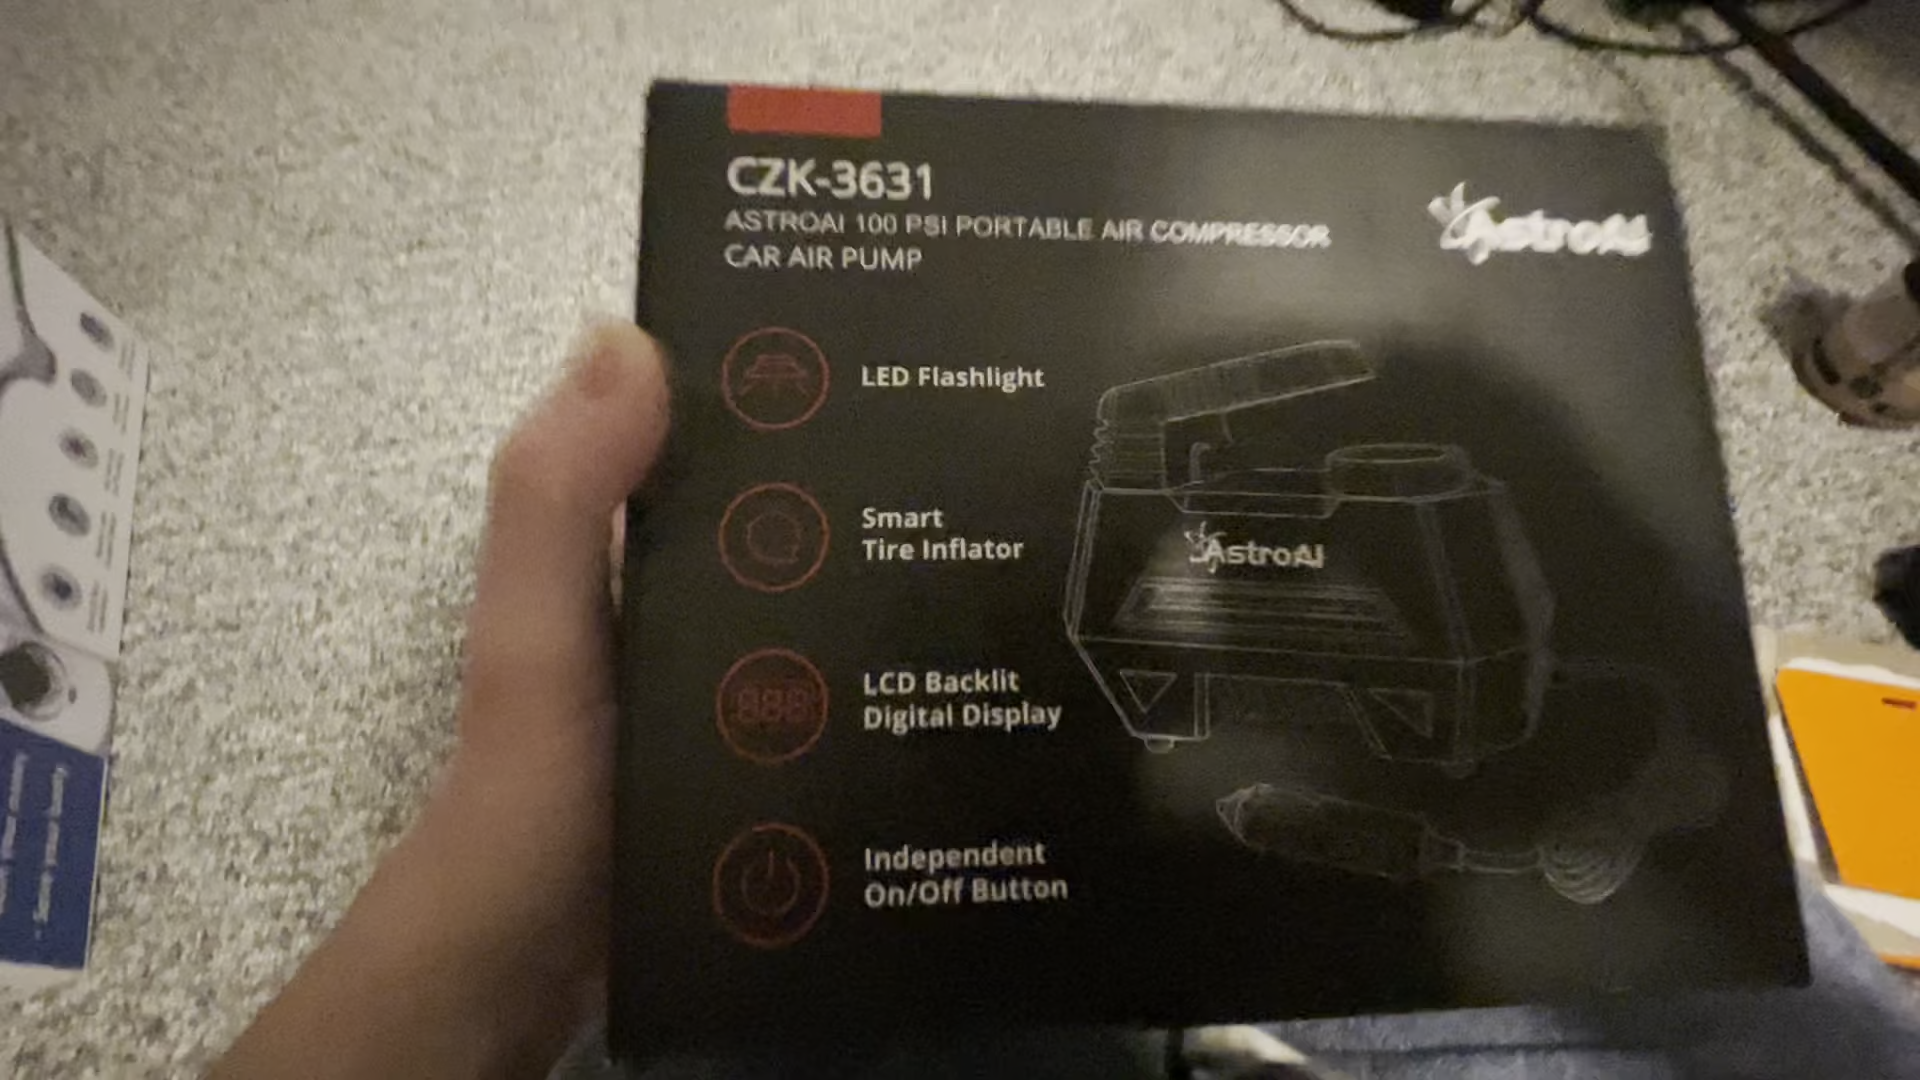 CZK-3631
ASTROAI 100 PSI PORTABLE AIR COMPRESSOR
CAR AIR PUMP
AstroAI
LED Flashlight
Smart
Tire Inflator
AstroAI
LCD Backlit
Digital Display
888
Independent
On/Off Button